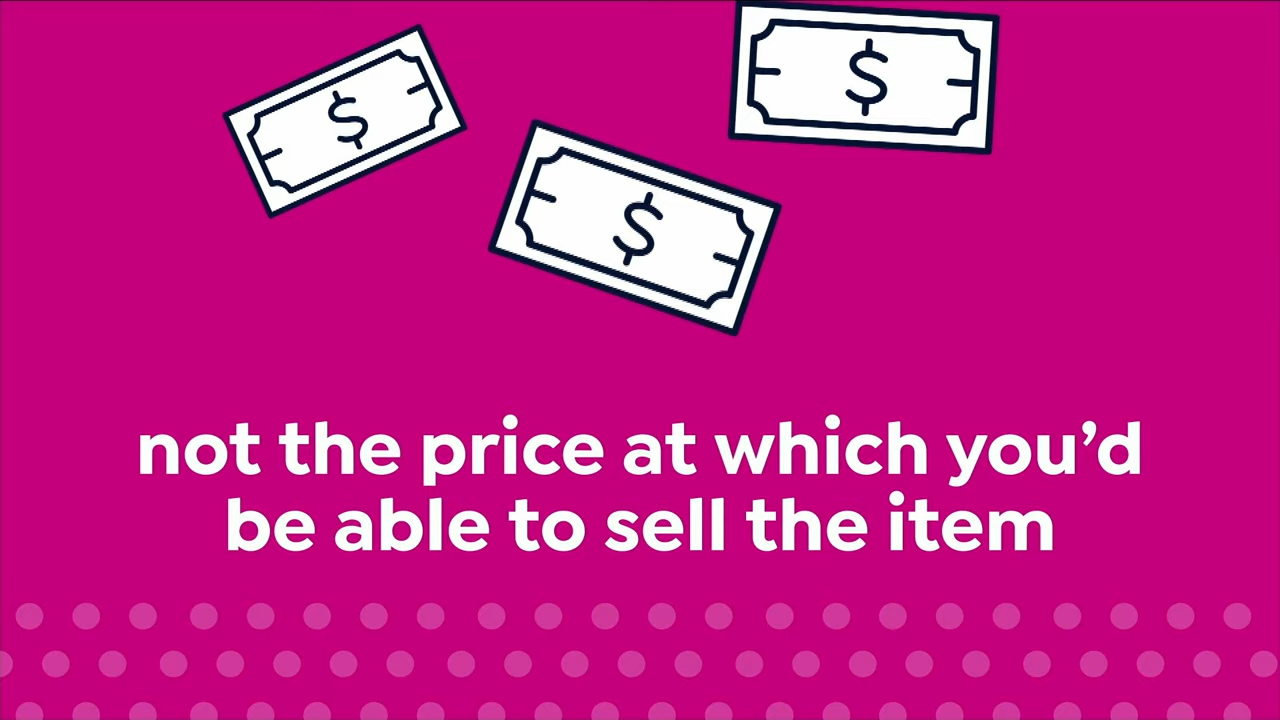 $
$
$
not the price at which you’d
be able to sell the item